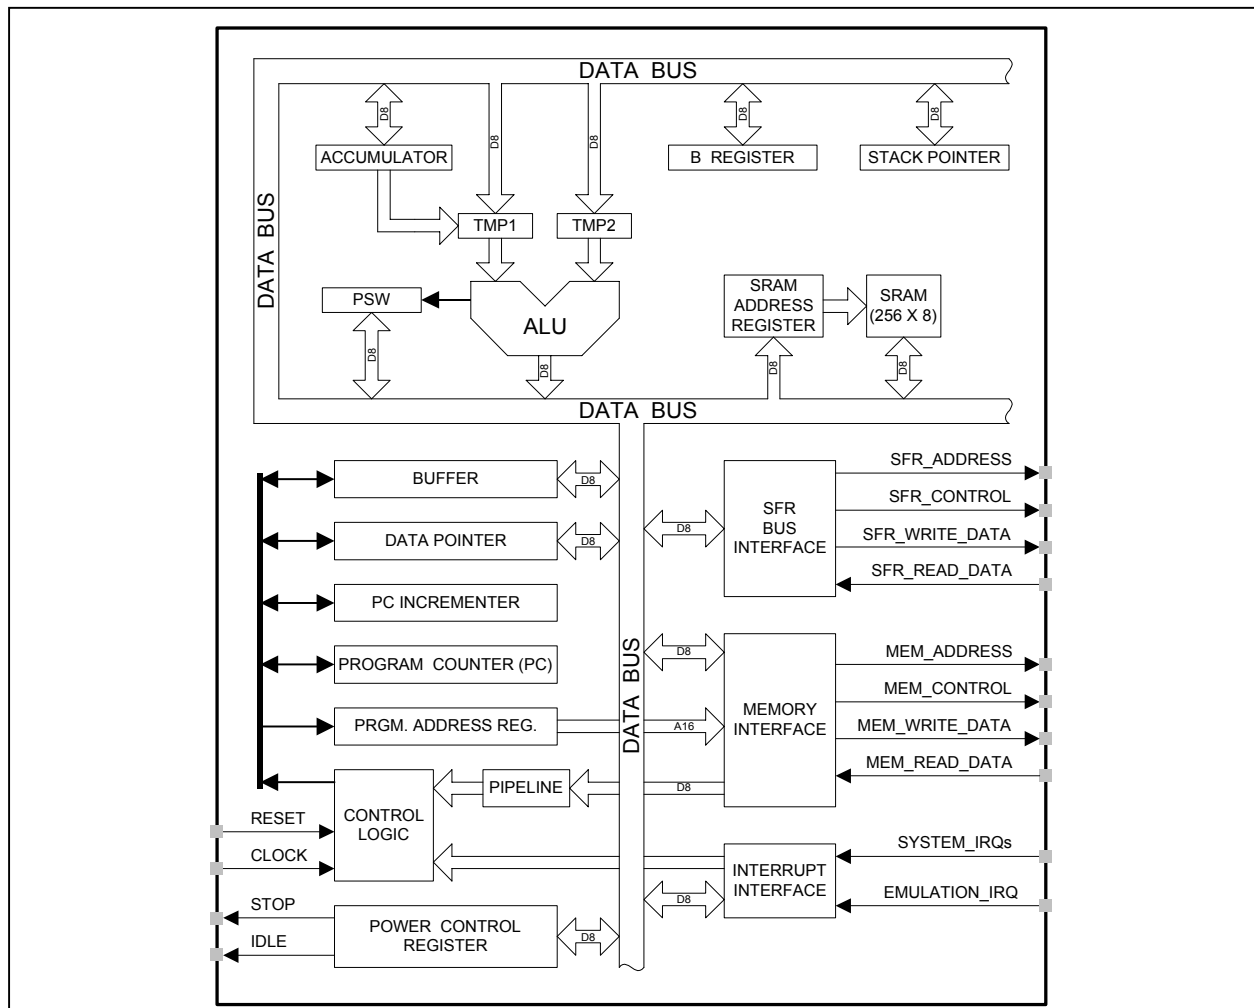 DATA BUS
D8
D8
D8
D8
D8
ACCUMULATOR
B REGISTER
STACK POINTER
DATA BUS
TMP1
TMP2
PSW
ALU
SRAM
ADDRESS
REGISTER
SRAM
(256 X 8)
D8
D8
D8
D8
DATA BUS
BUFFER
D8
DATA POINTER
D8
PC INCREMENTER
PROGRAM COUNTER (PC)
PRGM. ADDRESS REG.
A16
DATA BUS
D8
SFR
BUS
INTERFACE
SFR_ADDRESS
SFR_CONTROL
SFR_WRITE_DATA
SFR_READ_DATA
D8
MEMORY
INTERFACE
MEM_ADDRESS
MEM_CONTROL
MEM_WRITE_DATA
MEM_READ_DATA
RESET
CLOCK
CONTROL
LOGIC
PIPELINE
D8
INTERRUPT
INTERFACE
D8
SYSTEM_IRQs
EMULATION_IRQ
STOP
IDLE
POWER CONTROL
REGISTER
D8